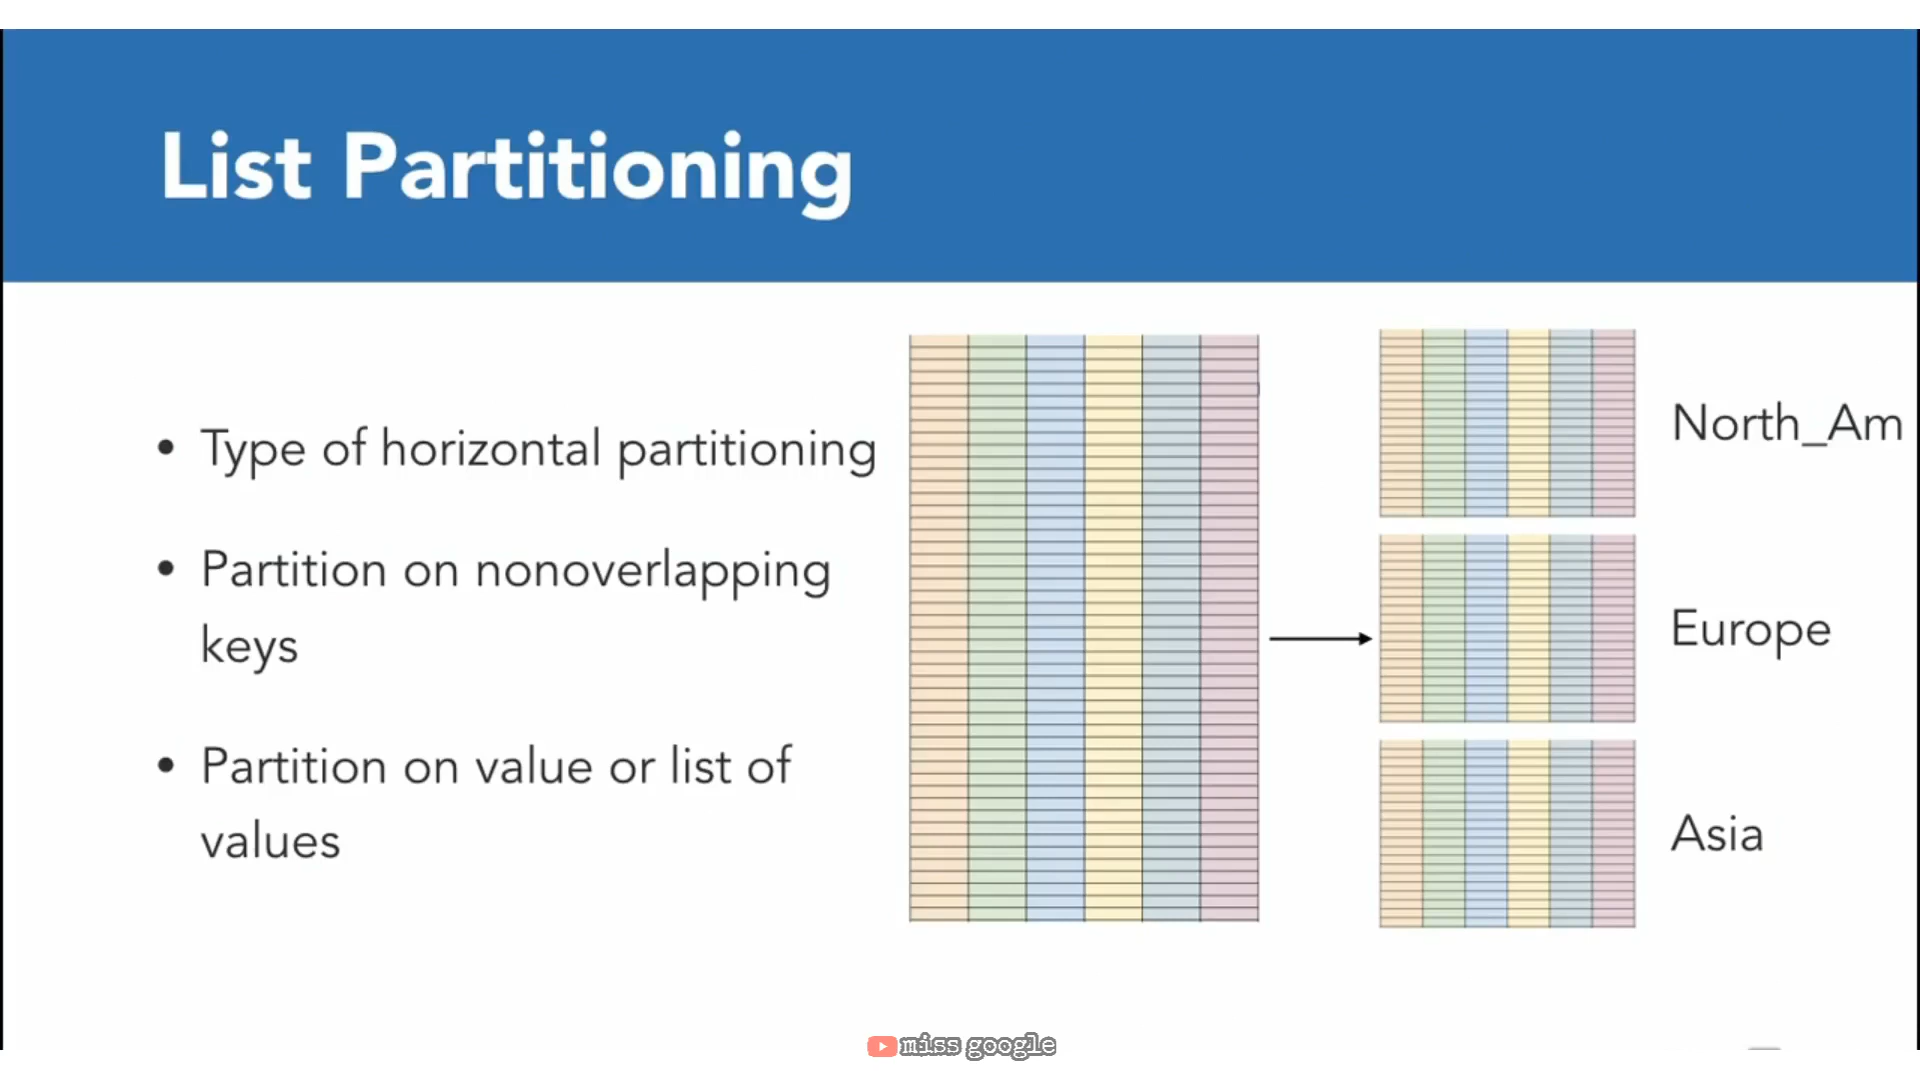 List Partitioning
• Type of horizontal partitioning
• Partition on nonoverlapping
keys
• Partition on value or list of
values
North_Am
Europe
Asia
miss google